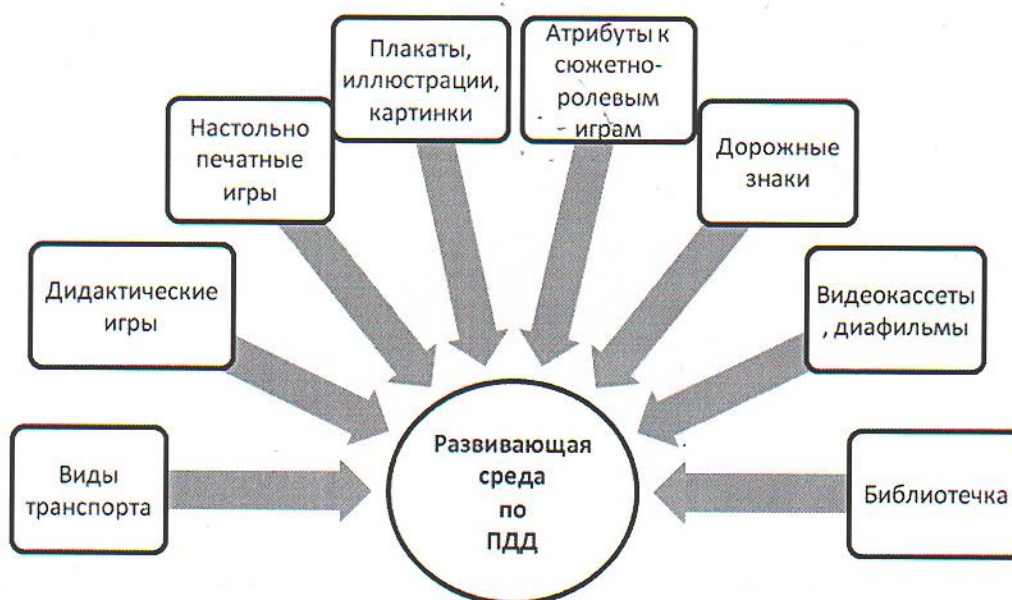 Виды
транспорта
Дидактические
игры
Настольно
печатные
игры
Плакаты,
иллюстрации,
картинки
Атрибуты к
сюжетно-
ролевым
играм
Дорожные
знаки
Видеокассеты
, диафильмы
Библиотечка
Развивающая
среда
по
ПДД